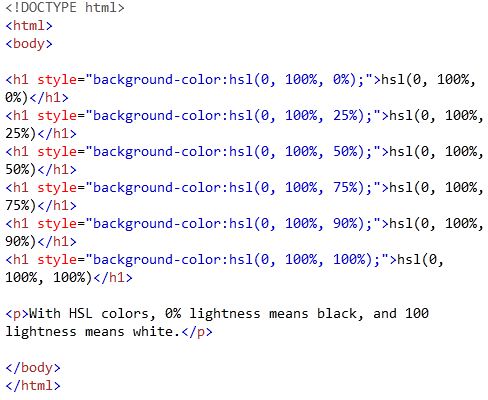 <!DOCTYPE html>
<html>
<body>
<h1 style="background-color:hsl(0, 100%, 0%);">hsl(0, 100%,
0%)</h1>
<h1 style="background-color:hsl(0, 100%, 25%);">hsl(0, 100%,
25%)</h1>
<h1 style="background-color:hsl(0, 100%, 50%);">hsl(0, 100%,
50%)</h1>
<h1 style="background-color:hsl(0, 100%, 75%);">hsl(0, 100%,
75%)</h1>
<h1 style="background-color:hsl(0, 100%, 90%);">hsl(0, 100%,
90%)</h1>
<h1 style="background-color:hsl(0, 100%, 100%);">hsl(0,
100%, 100%)</h1>
<p>With HSL colors, 0% lightness means black, and 100
lightness means white.</p>
</body>
</html>